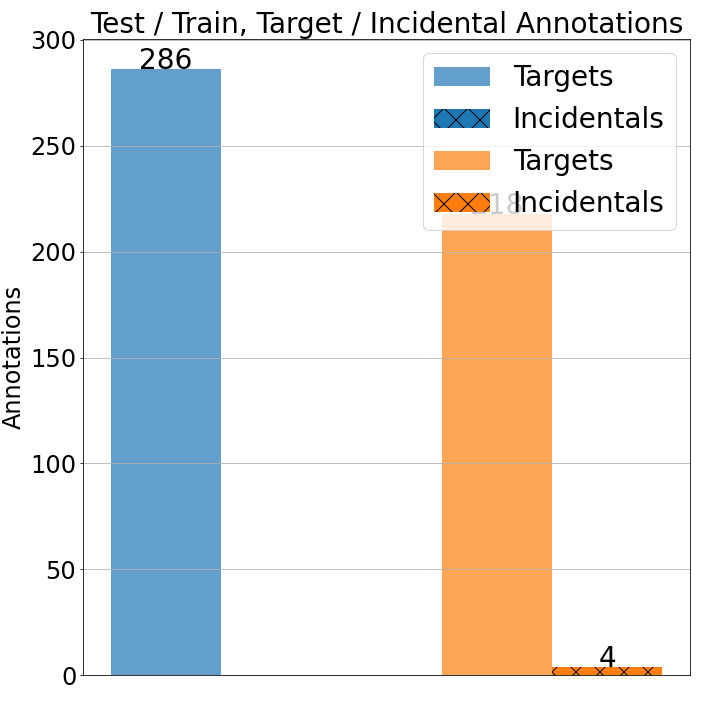 Test / Train, Target / Incidental Annotations
300
286
Targets
Incidentals
Targets
Incidentals
218
250
200
150
100
50
0
4
Annotations